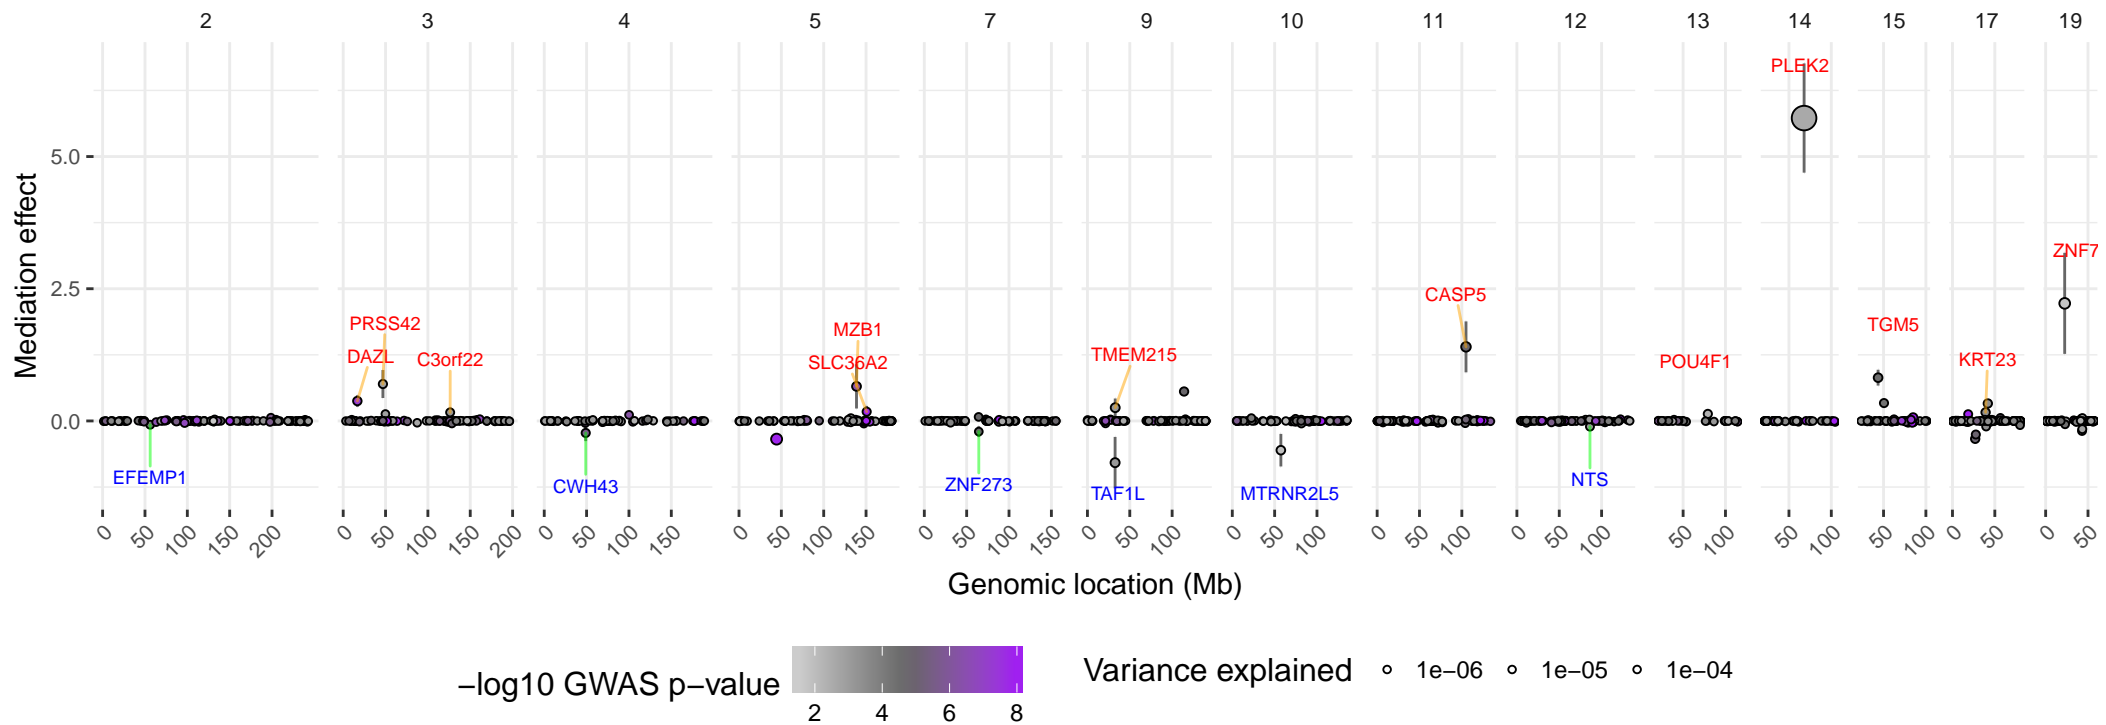 2 3 4 5 7 9 10 11 12 13 14 15 17 19
Mediation effect
5.0
2.5
0.0
PLEK2
ZNF7
CASP5
PRSS42
MZB1
TGM5
DAZL
C3orf22
SLC36A2
TMEM215
POU4F1
KRT23
EFEMP1
CWH43
ZNF273
TAF1L
MTRNR2L5
NTS
0 50 100 150 200 0 50 100 150 200 0 50 100 150 0 50 100 150 0 50 100 150 0 50 100 0 50 100 0 50 100 0 50 100 50 100 50 100 50 100 0 50 0 50
Genomic location (Mb)
−log10 GWAS p−value
2 4 6 8
Variance explained 1e−06 1e−05 1e−04